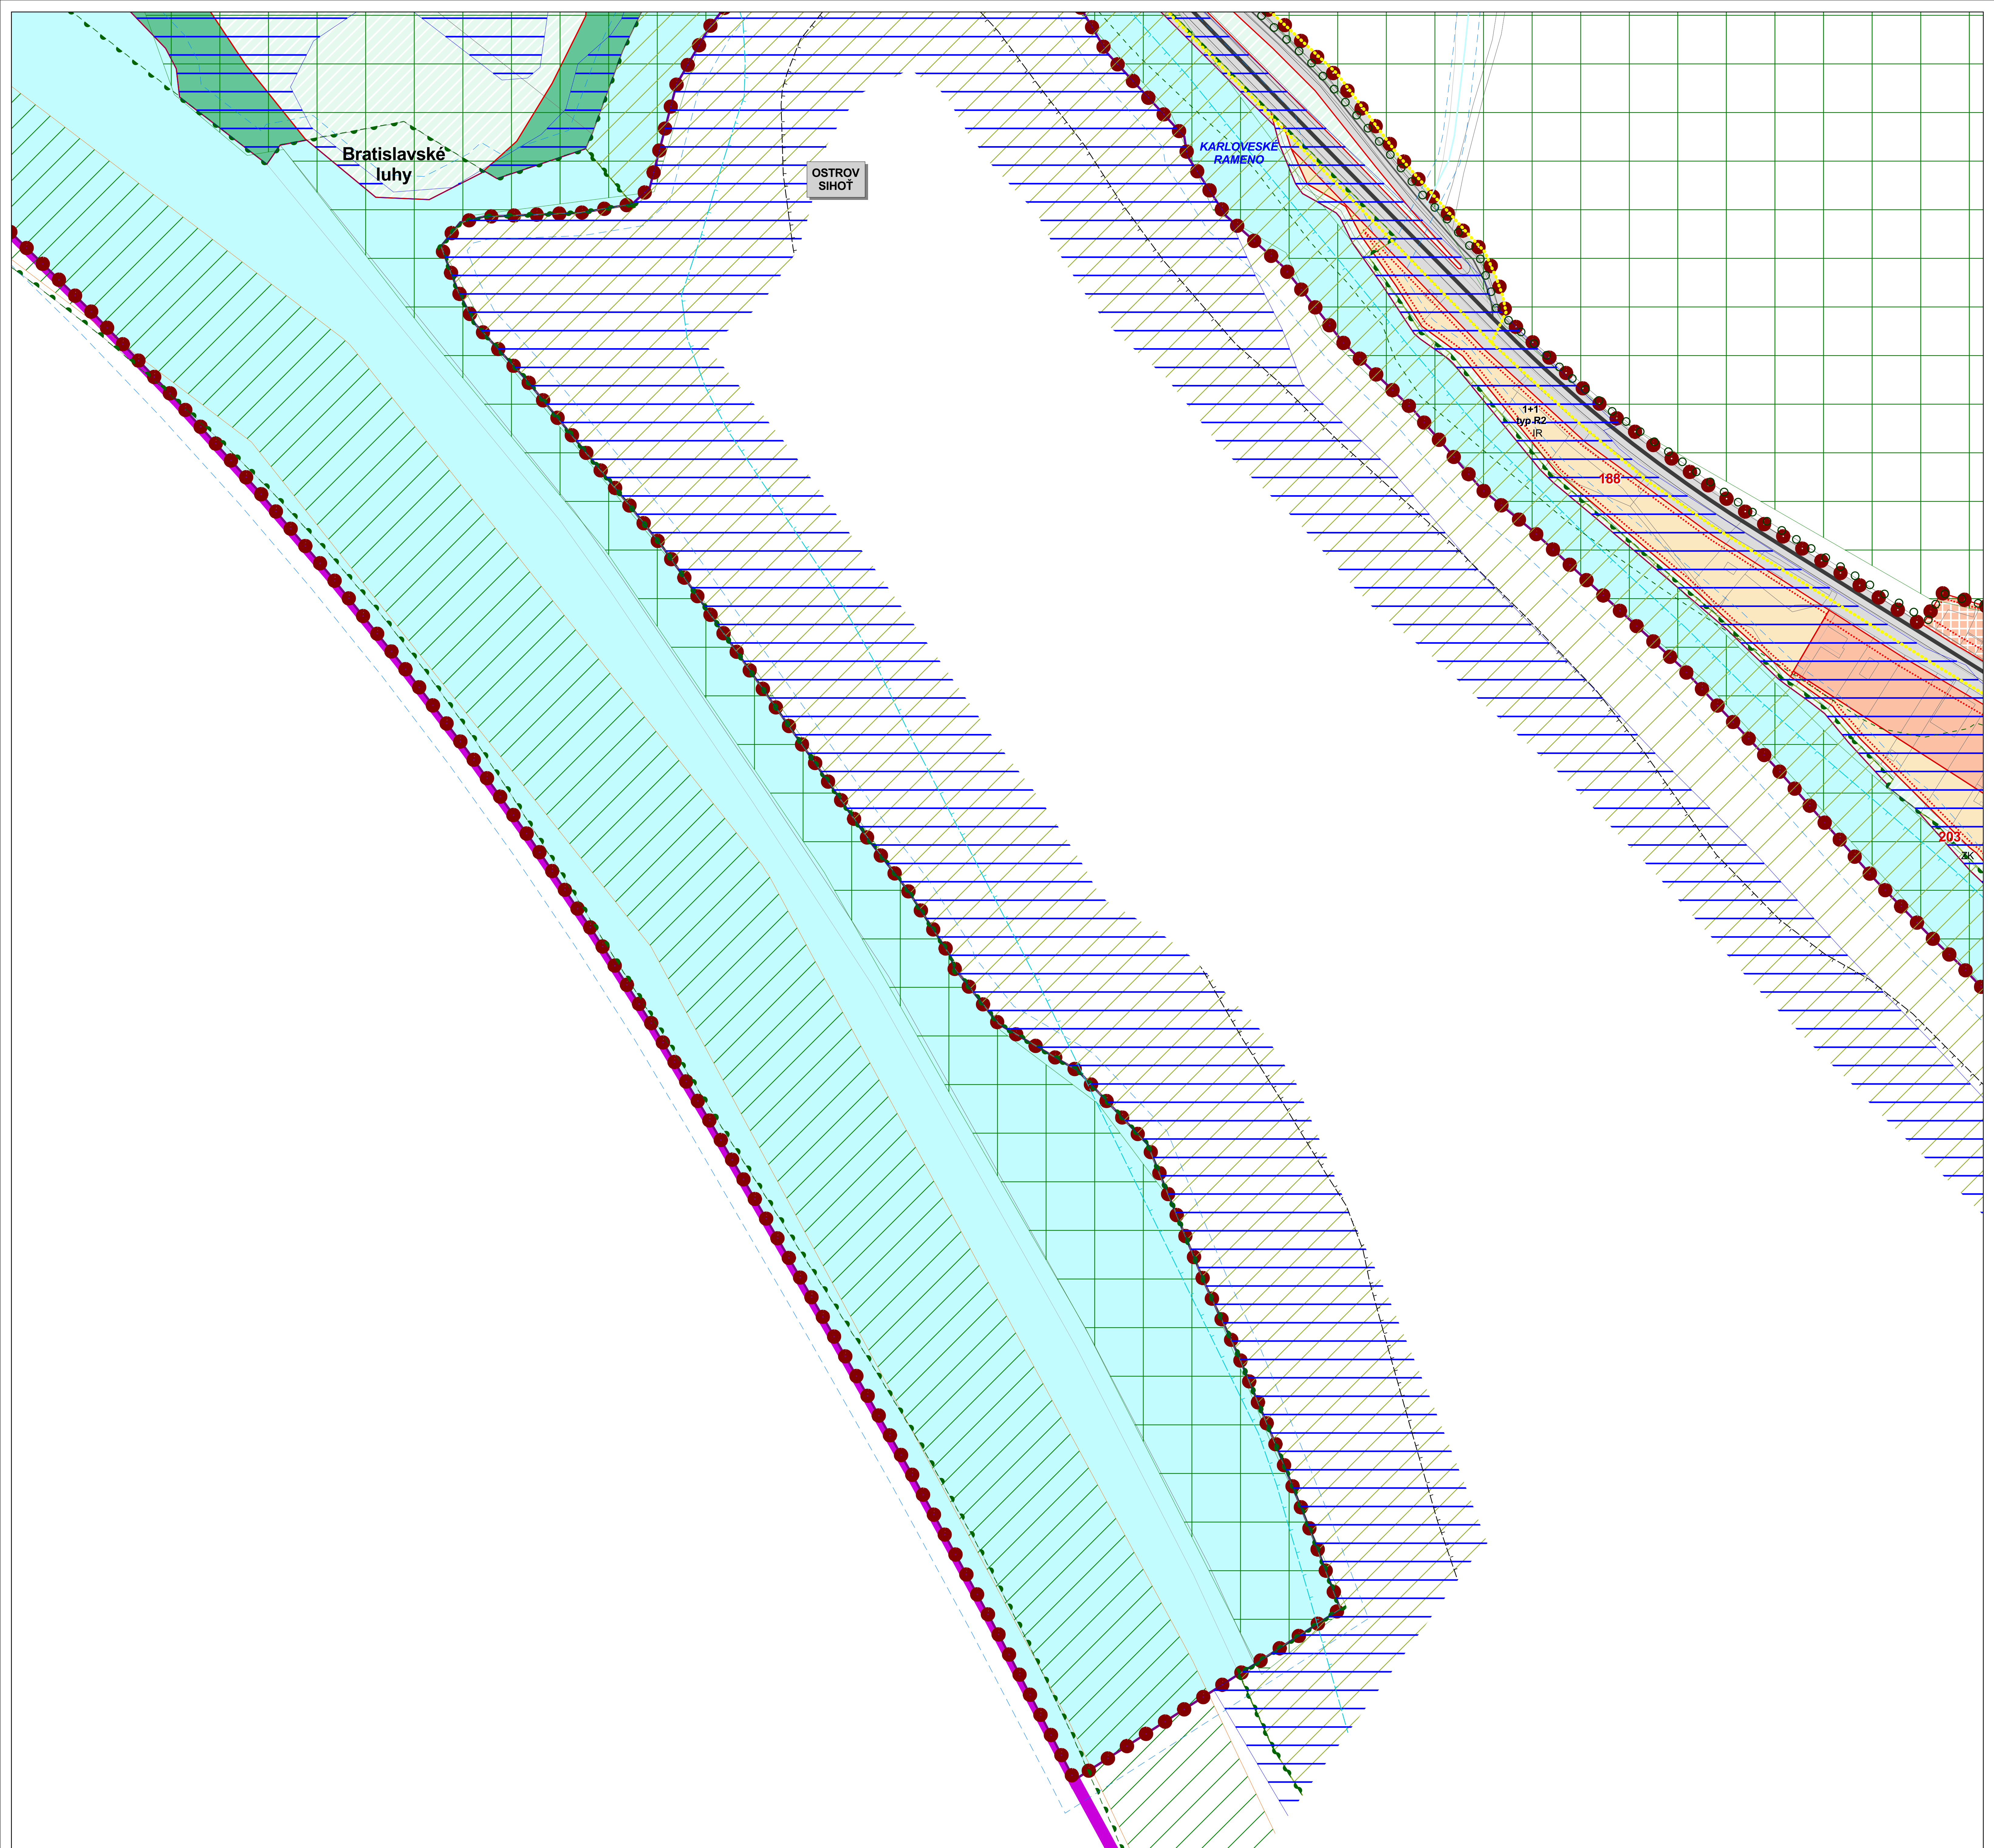 Bratislavské
luhy
OSTROV
SIHOŤ
KARLOVESKÉ
RAMENO
1+1
typ R2
IR
188
203
ZK